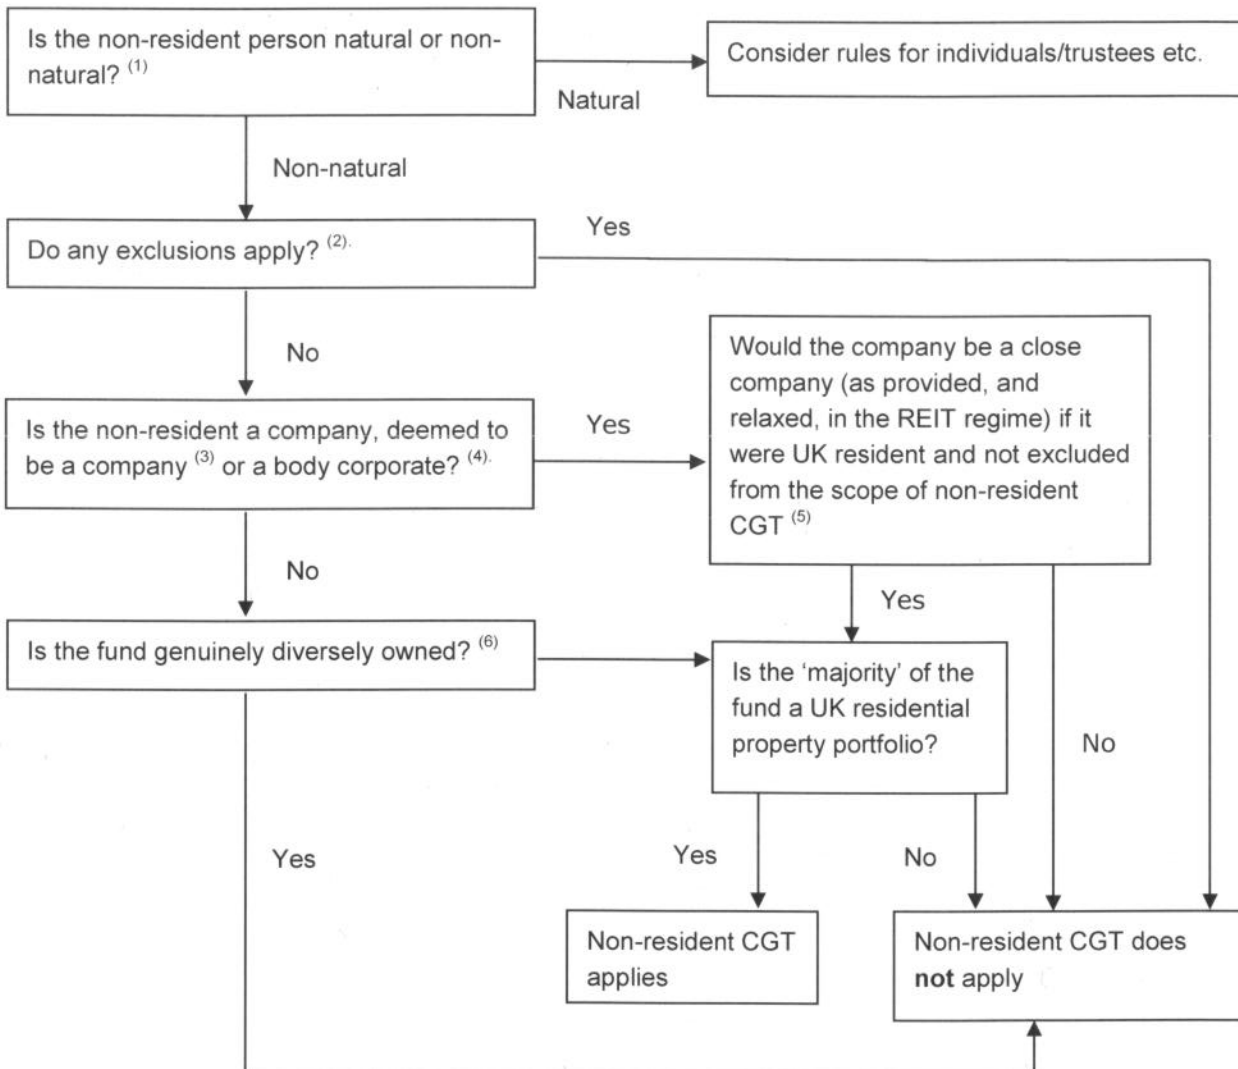 Is the non-resident person natural or non-
natural? (1)
Consider rules for individuals/trustees etc.
Natural
Non-natural
Do any exclusions apply? (2).
Yes
No
Is the non-resident a company, deemed to
be a company (3) or a body corporate? (4).
Yes
Would the company be a close
company (as provided, and
relaxed, in the REIT regime) if it
were UK resident and not excluded
from the scope of non-resident
CGT (5)
No
Yes
Is the fund genuinely diversely owned? (6)
Is the ‘majority’ of the
fund a UK residential
property portfolio?
No
Yes
Yes
No
Non-resident CGT
applies
Non-resident CGT does
not apply